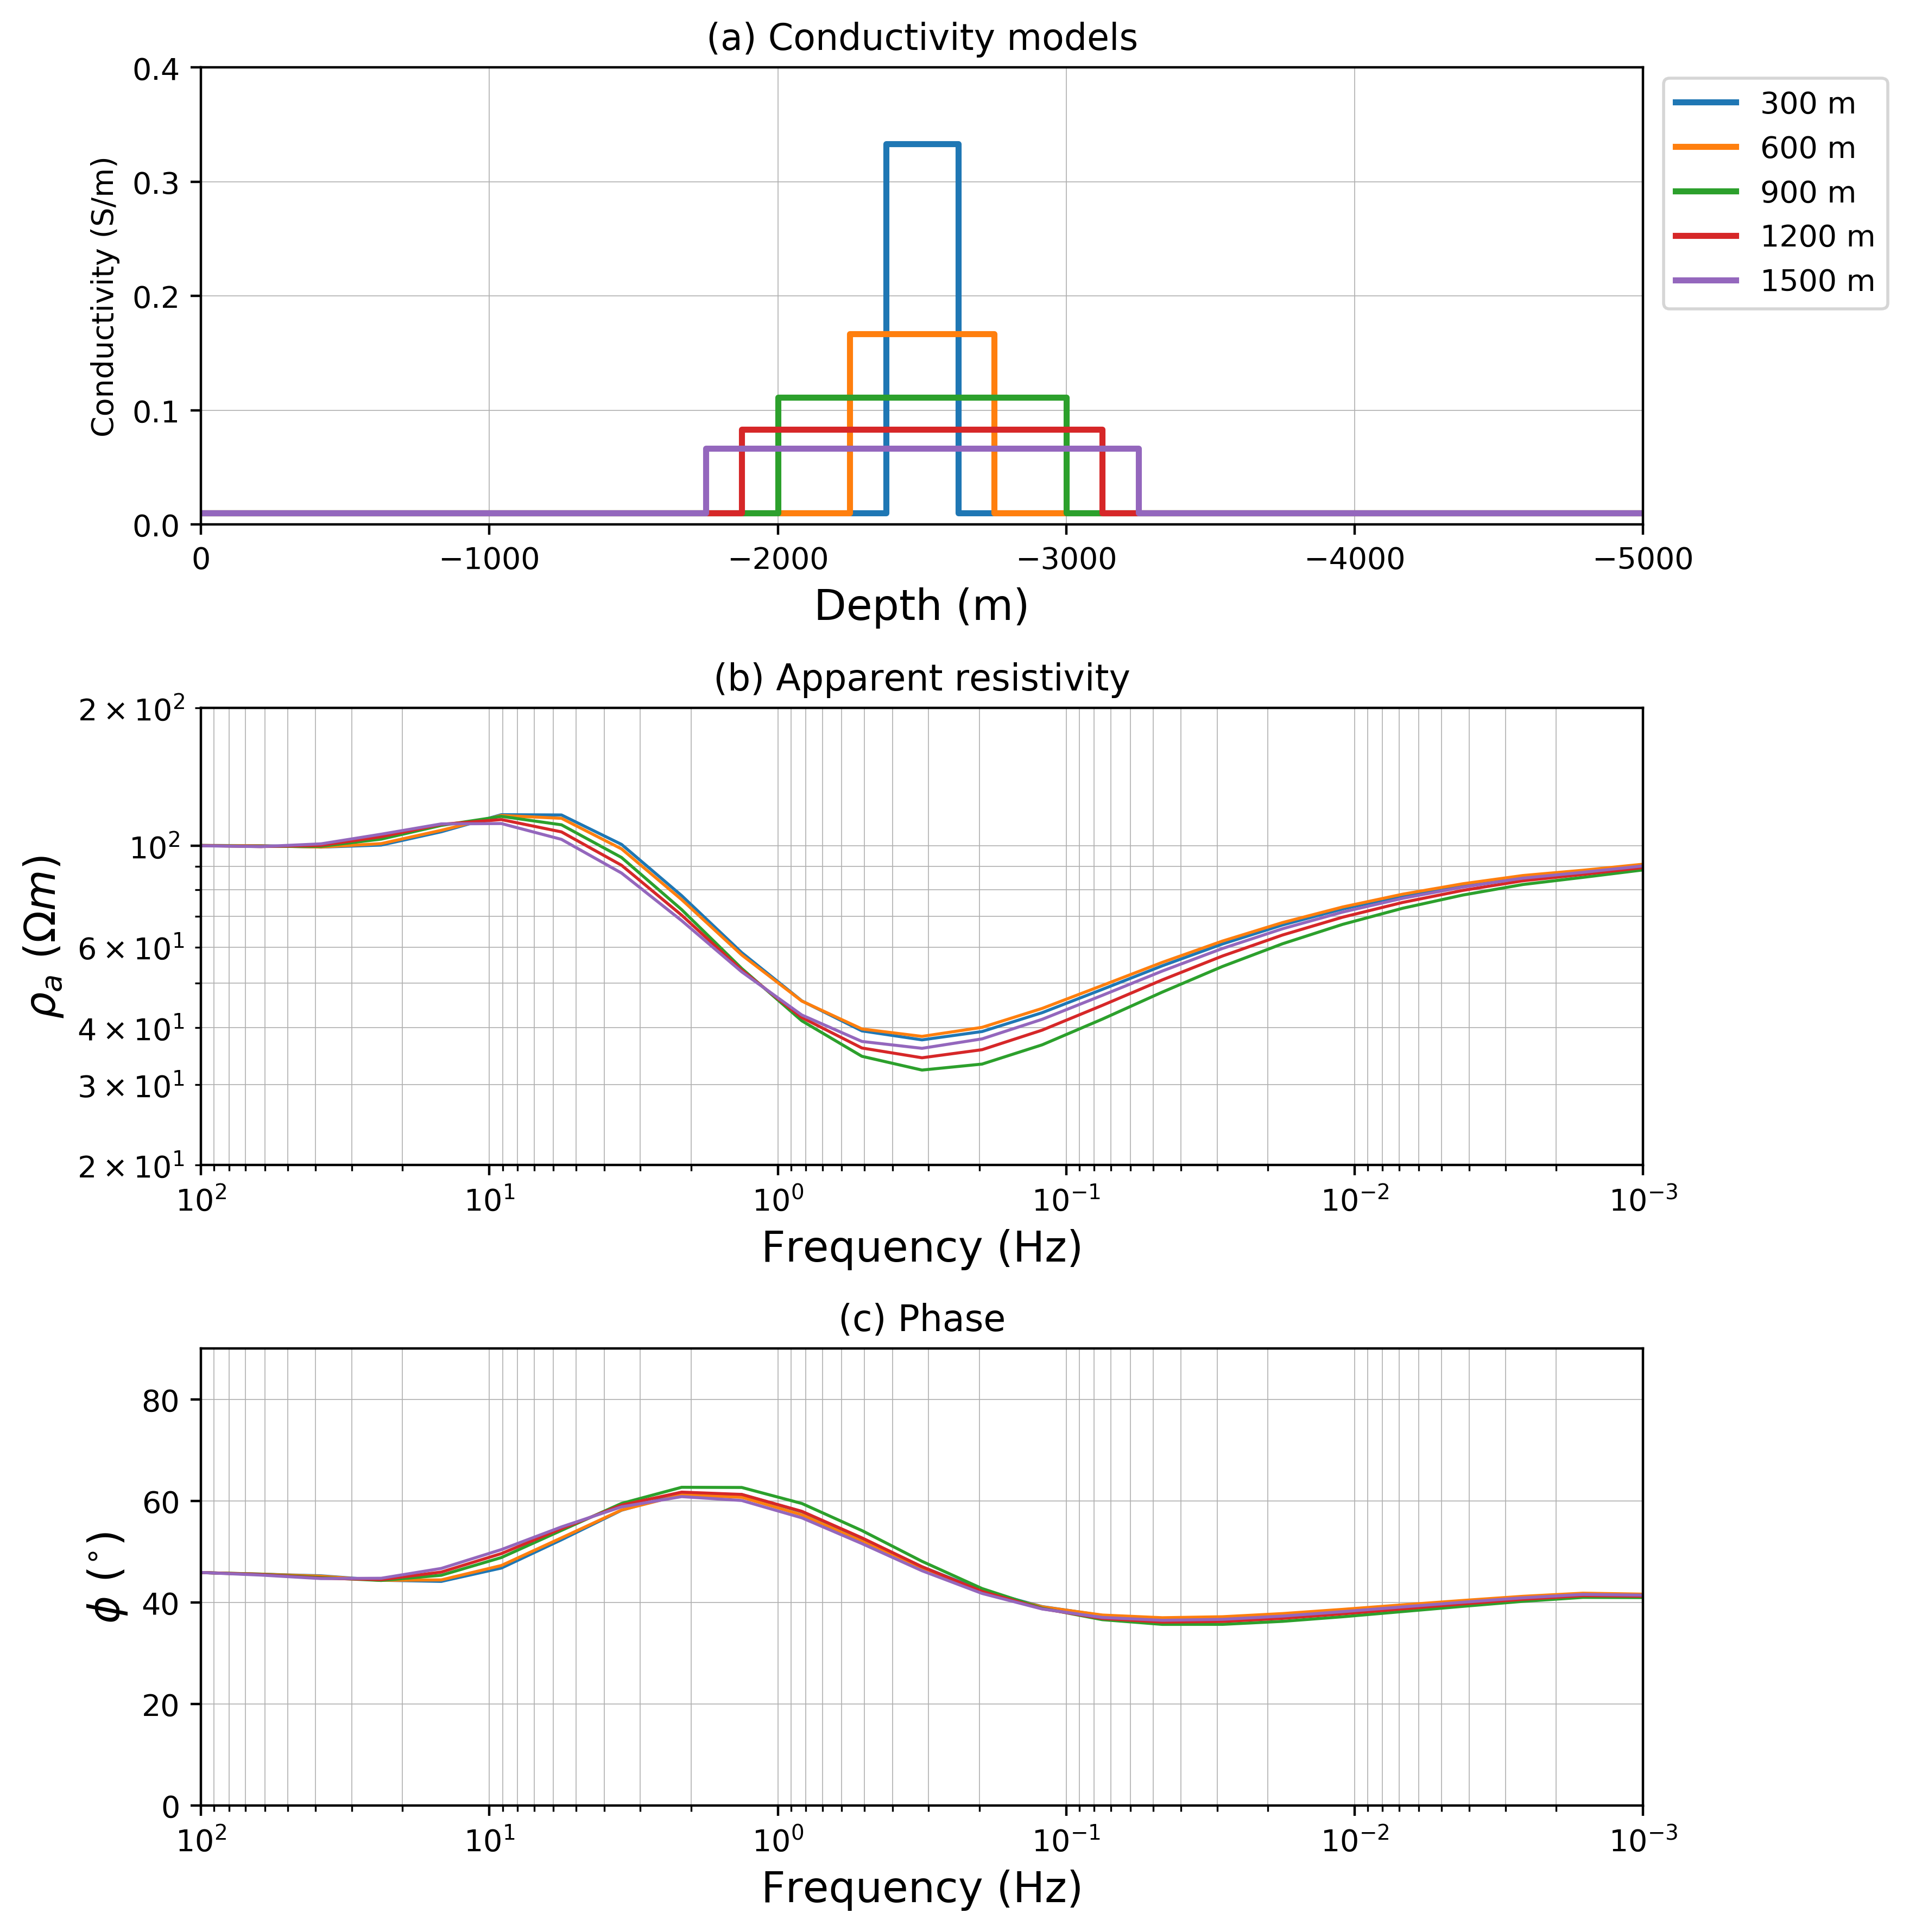 (a) Conductivity models
0.4
0.3
0.2
0.1
0.0
Conductivity (S/m)
0 −1000 −2000 −3000 −4000 −5000
Depth (m)
300 m
600 m
900 m
1200 m
1500 m
(b) Apparent resistivity
2 × 10²
10²
6 × 10¹
4 × 10¹
3 × 10¹
2 × 10¹
ρₐ (Ωm)
10² 10¹ 10⁰ 10⁻¹ 10⁻² 10⁻³
Frequency (Hz)
(c) Phase
80
60
40
20
0
ϕ (°)
10² 10¹ 10⁰ 10⁻¹ 10⁻² 10⁻³
Frequency (Hz)